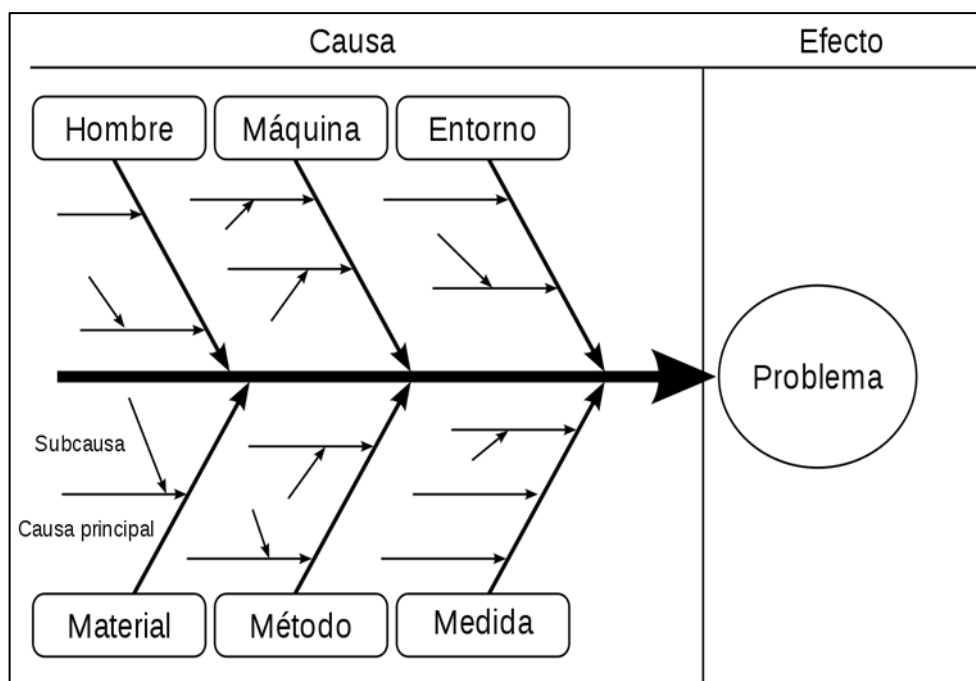 Causa
Efecto
Hombre
Máquina
Entorno
Problema
Subcausa
Causa principal
Material
Método
Medida